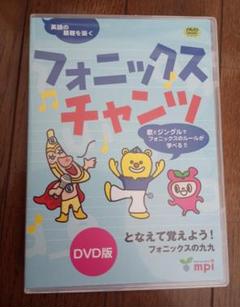 英語の
基礎を築く
DVD
フォニックス
チャンツ
歌とジングルで
フォニックスのルールが
学べる!!
DVD版
となえて覚えよう!
フォニックスの九九
mpi